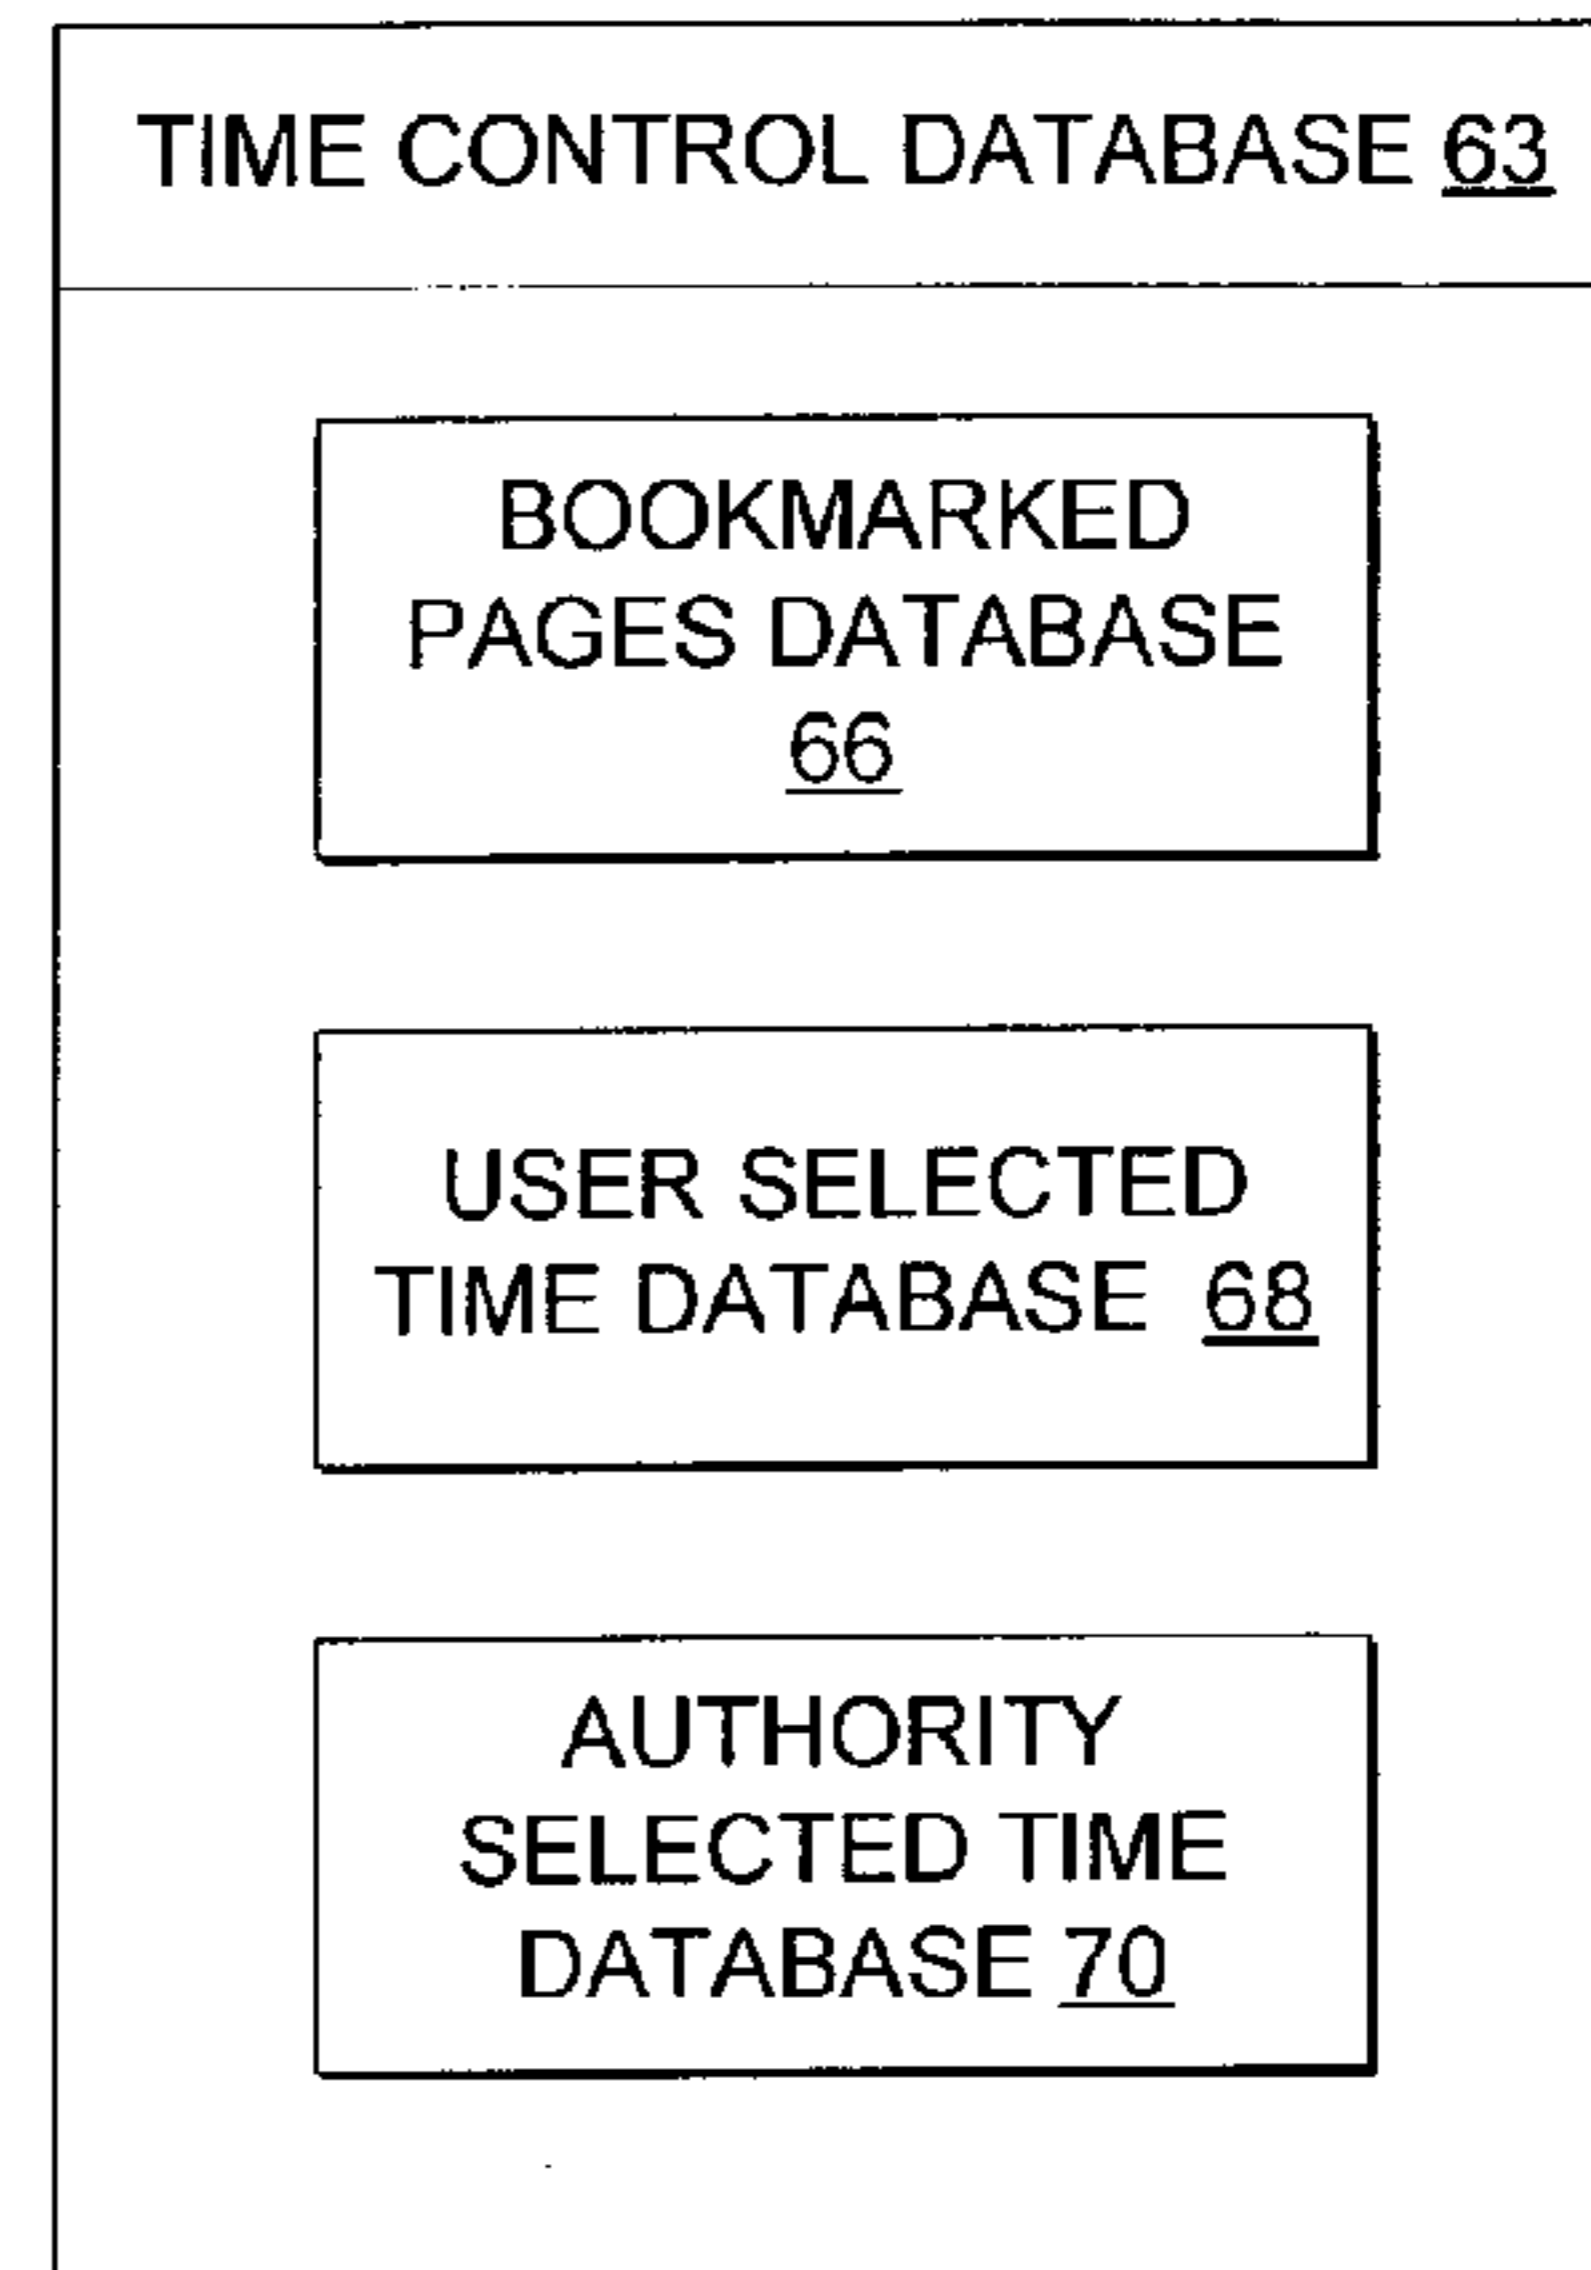 TIME CONTROL DATABASE 63
BOOKMARKED
PAGES DATABASE
66
USER SELECTED
TIME DATABASE 68
AUTHORITY
SELECTED TIME
DATABASE 70